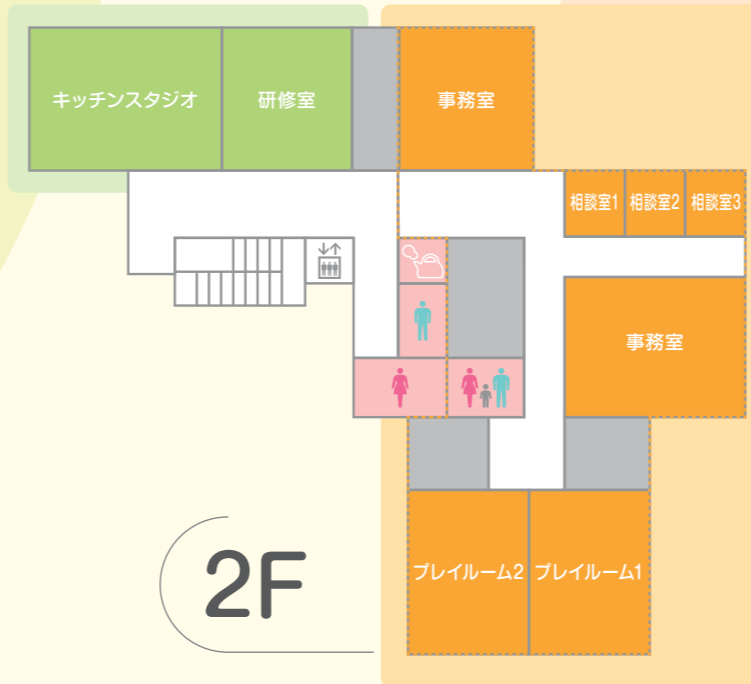 キッチンスタジオ
研修室
事務室
相談室1
相談室2
相談室3
事務室
プレイルーム2
プレイルーム1
2F